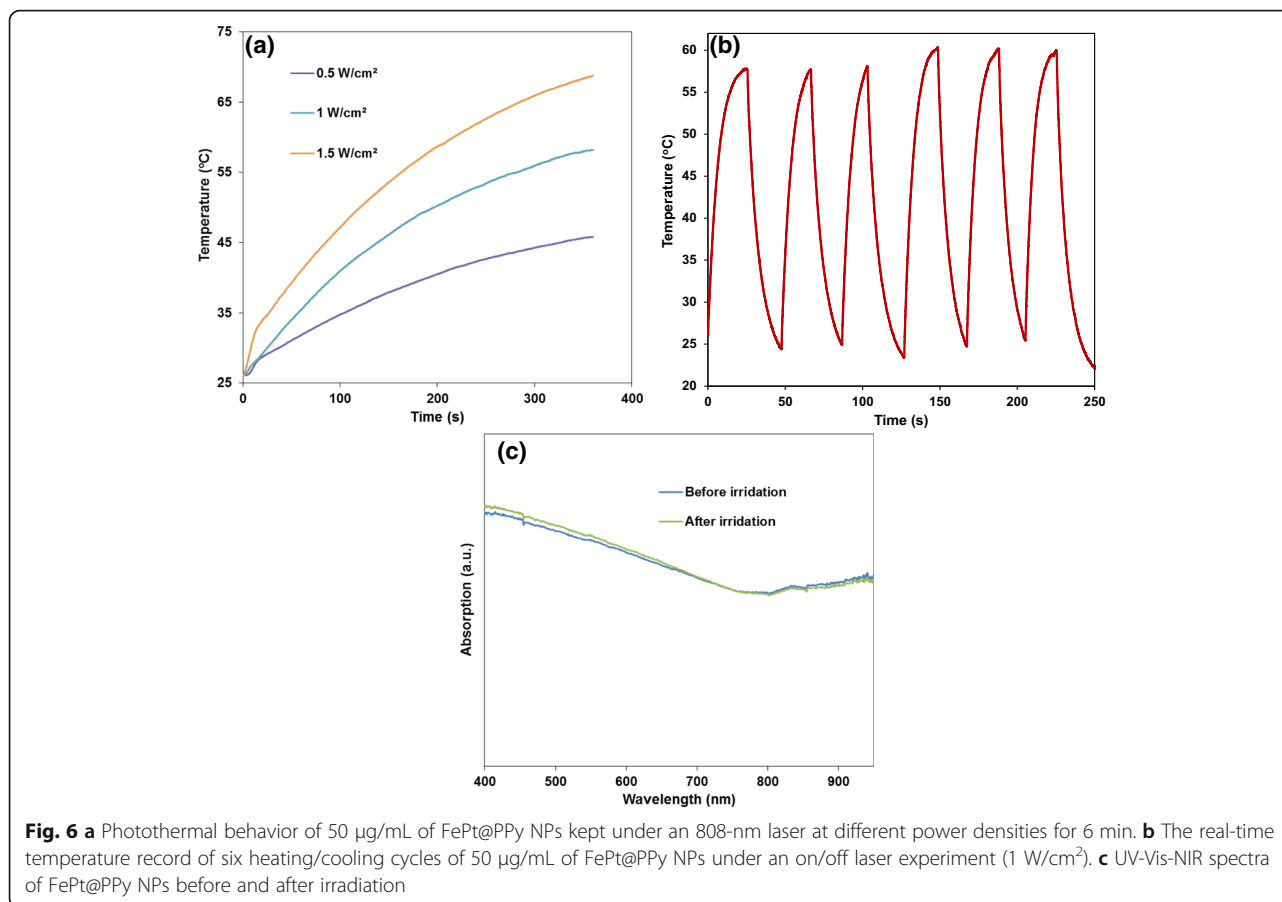 (a)
75
65
55
45
35
25
Temperature (°C)
0.5 W/cm²
1 W/cm²
1.5 W/cm²
0
100
200
300
400
Time (s)
(b)
60
55
50
45
40
35
30
25
20
Temperature (°C)
0
50
100
150
200
250
Time (s)
(c)
Before irridation
After irridation
Absorption (a.u.)
400
500
600
700
800
900
Wavelength (nm)
Fig. 6 a Photothermal behavior of 50 μg/mL of FePt@PPy NPs kept under an 808-nm laser at different power densities for 6 min. b The real-time
temperature record of six heating/cooling cycles of 50 μg/mL of FePt@PPy NPs under an on/off laser experiment (1 W/cm²). c UV-Vis-NIR spectra
of FePt@PPy NPs before and after irradiation